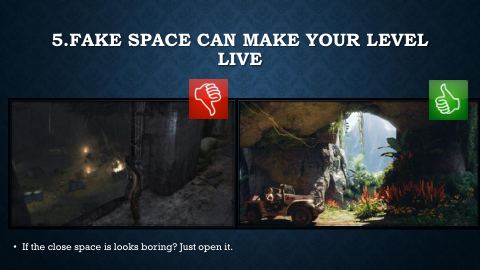 5.FAKE SPACE CAN MAKE YOUR LEVEL
LIVE
• If the close space is looks boring? Just open it.